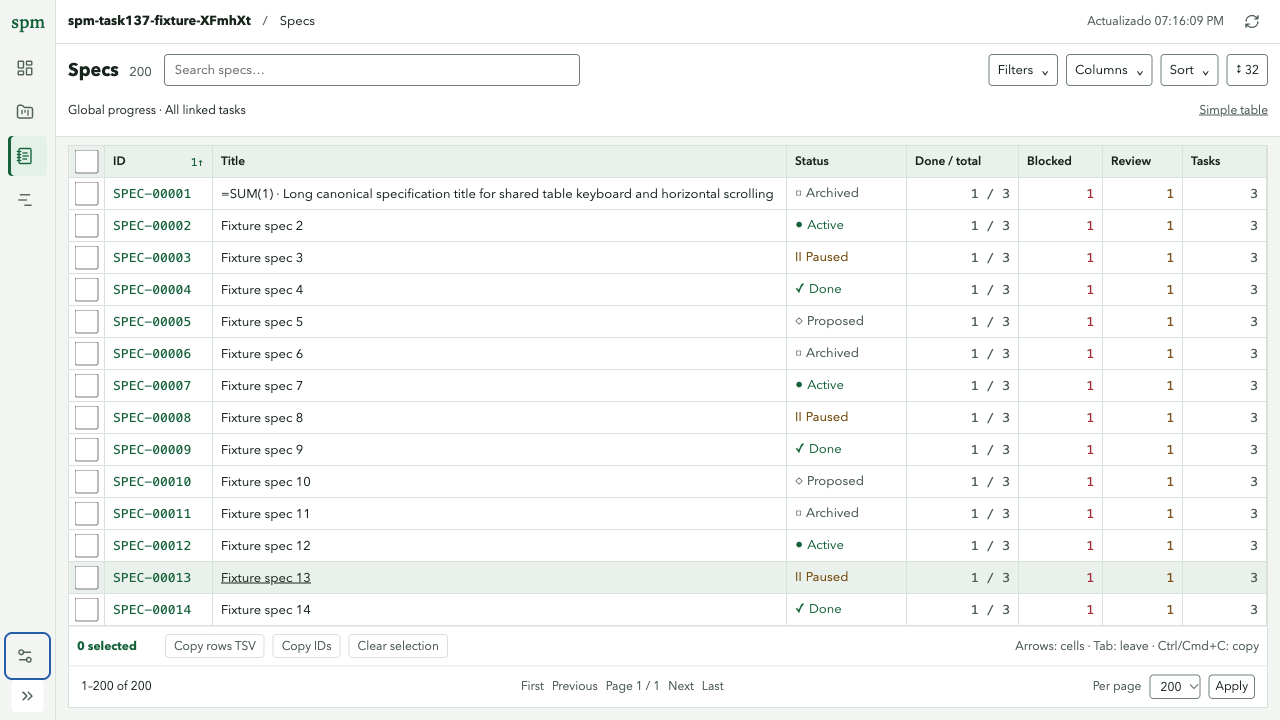 spm
spm-task137-fixture-XFmhXt / Specs
Actualizado 07:16:09 PM
Specs 200
Search specs…
Filters
Columns
Sort
↕ 32
Global progress · All linked tasks
Simple table
ID 1↑ Title Status Done / total Blocked Review Tasks
SPEC-00001 =SUM(1) · Long canonical specification title for shared table keyboard and horizontal scrolling Archived 1 / 3 1 1 3
SPEC-00002 Fixture spec 2 Active 1 / 3 1 1 3
SPEC-00003 Fixture spec 3 Paused 1 / 3 1 1 3
SPEC-00004 Fixture spec 4 Done 1 / 3 1 1 3
SPEC-00005 Fixture spec 5 Proposed 1 / 3 1 1 3
SPEC-00006 Fixture spec 6 Archived 1 / 3 1 1 3
SPEC-00007 Fixture spec 7 Active 1 / 3 1 1 3
SPEC-00008 Fixture spec 8 Paused 1 / 3 1 1 3
SPEC-00009 Fixture spec 9 Done 1 / 3 1 1 3
SPEC-00010 Fixture spec 10 Proposed 1 / 3 1 1 3
SPEC-00011 Fixture spec 11 Archived 1 / 3 1 1 3
SPEC-00012 Fixture spec 12 Active 1 / 3 1 1 3
SPEC-00013 Fixture spec 13 Paused 1 / 3 1 1 3
SPEC-00014 Fixture spec 14 Done 1 / 3 1 1 3
0 selected Copy rows TSV Copy IDs Clear selection Arrows: cells · Tab: leave · Ctrl/Cmd+C: copy
1–200 of 200 First Previous Page 1 / 1 Next Last Per page 200 Apply